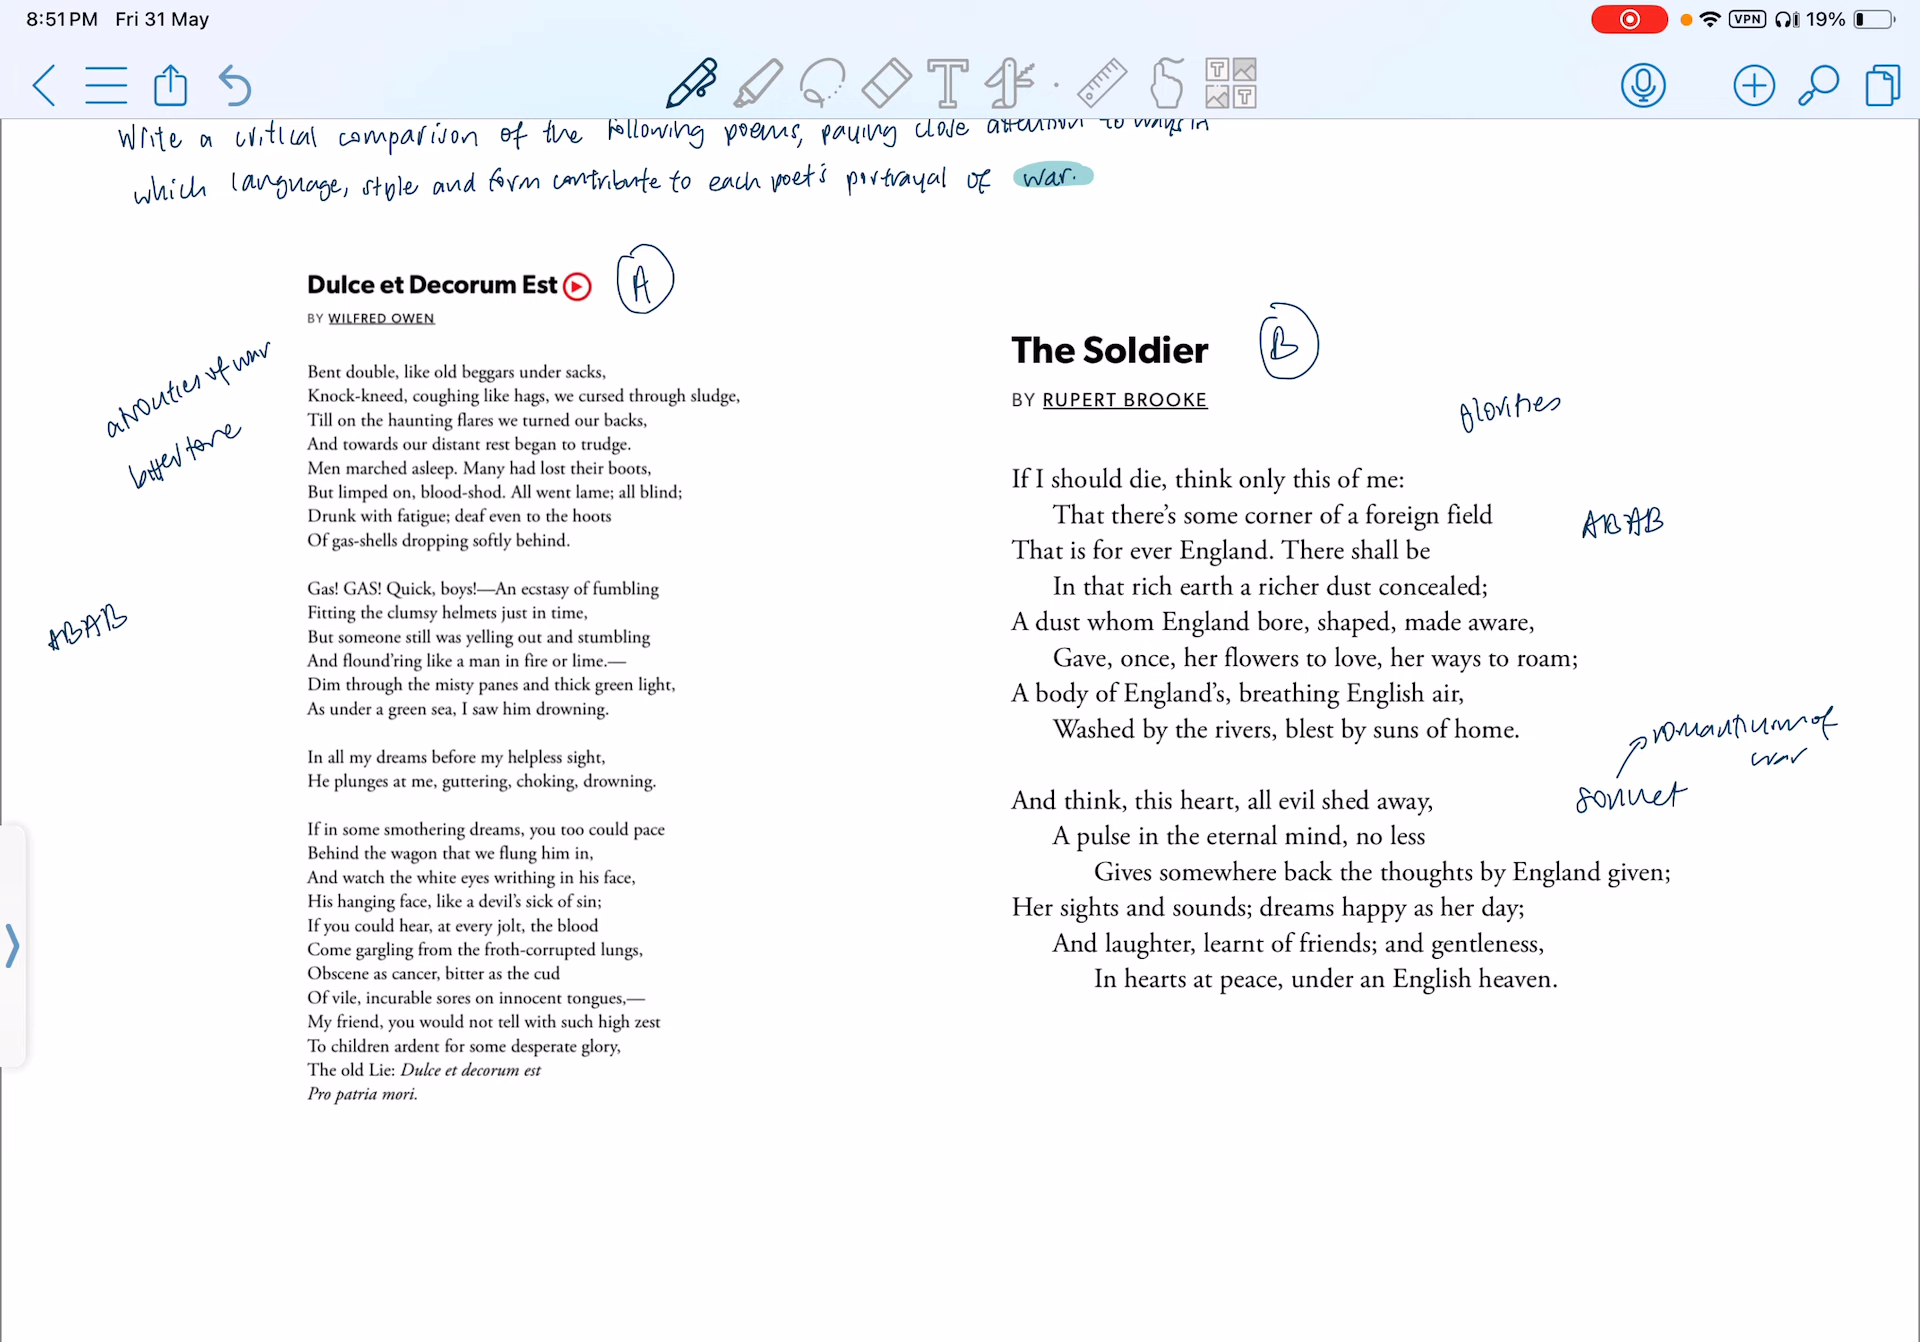 8:51 PM Fri 31 May
VPN 19%
Write a critical comparison of the following poems, paying close attention to ways in
which language, style and form contribute to each poet's portrayal of war.
Dulce et Decorum Est
A
BY WILFRED OWEN
atrocities of war
bitter tone
ABAB
Bent double, like old beggars under sacks,
Knock-kneed, coughing like hags, we cursed through sludge,
Till on the haunting flares we turned our backs,
And towards our distant rest began to trudge.
Men marched asleep. Many had lost their boots,
But limped on, blood-shod. All went lame; all blind;
Drunk with fatigue; deaf even to the hoots
Of gas-shells dropping softly behind.
Gas! GAS! Quick, boys!—An ecstasy of fumbling
Fitting the clumsy helmets just in time,
But someone still was yelling out and stumbling
And flound'ring like a man in fire or lime.—
Dim through the misty panes and thick green light,
As under a green sea, I saw him drowning.
In all my dreams before my helpless sight,
He plunges at me, guttering, choking, drowning.
If in some smothering dreams, you too could pace
Behind the wagon that we flung him in,
And watch the white eyes writhing in his face,
His hanging face, like a devil's sick of sin;
If you could hear, at every jolt, the blood
Come gargling from the froth-corrupted lungs,
Obscene as cancer, bitter as the cud
Of vile, incurable sores on innocent tongues,—
My friend, you would not tell with such high zest
To children ardent for some desperate glory,
The old Lie: Dulce et decorum est
Pro patria mori.
The Soldier
B
BY RUPERT BROOKE
glorifies
ABAB
If I should die, think only this of me:
That there's some corner of a foreign field
That is for ever England. There shall be
In that rich earth a richer dust concealed;
A dust whom England bore, shaped, made aware,
Gave, once, her flowers to love, her ways to roam;
A body of England's, breathing English air,
Washed by the rivers, blest by suns of home.
romanticism of
war
sonnet
And think, this heart, all evil shed away,
A pulse in the eternal mind, no less
Gives somewhere back the thoughts by England given;
Her sights and sounds; dreams happy as her day;
And laughter, learnt of friends; and gentleness,
In hearts at peace, under an English heaven.